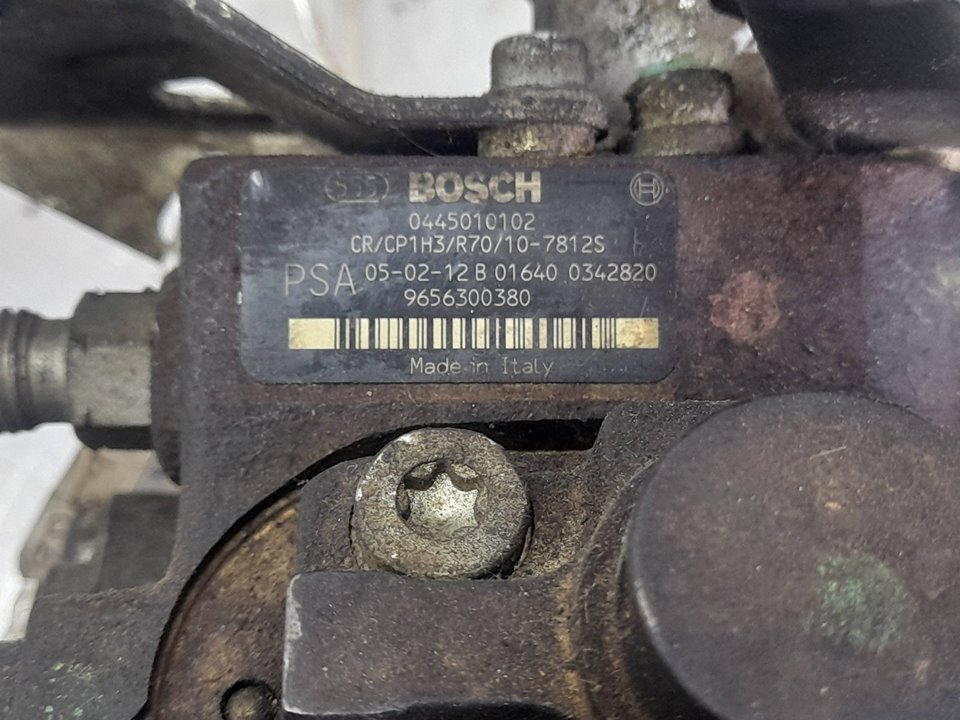 BOSCH
0445010102
CR/CP1H3/R70/10-7812S
PSA 05-02-12 B 01640 0342820
9656300380
Made in Italy